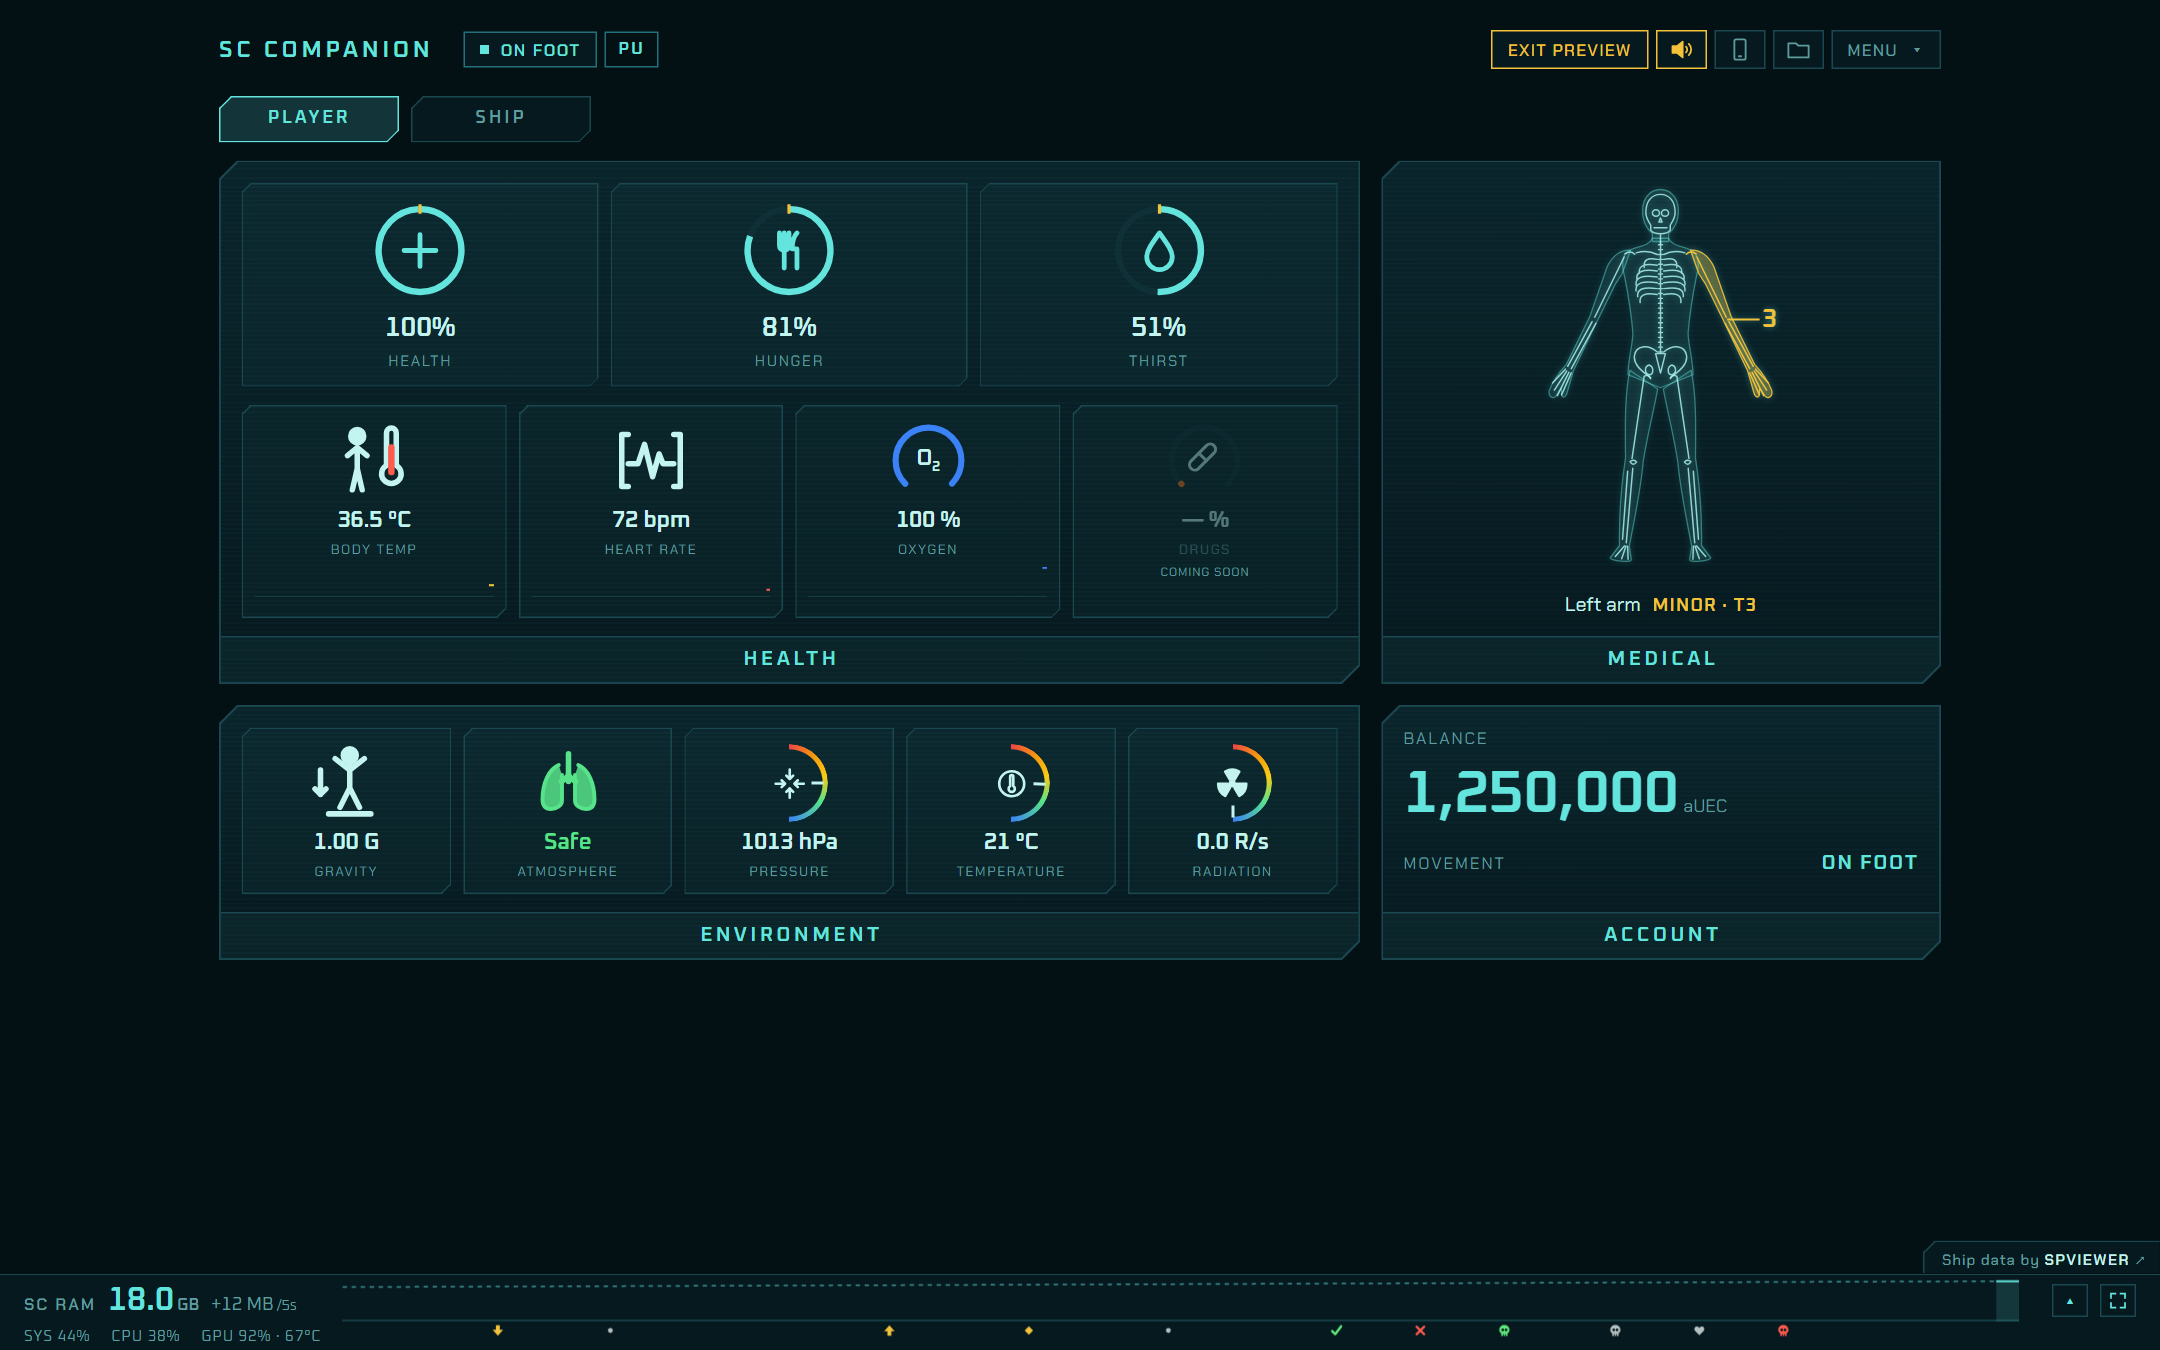 SC COMPANION
ON FOOT
PU
EXIT PREVIEW
MENU
PLAYER
SHIP
100%
HEALTH
81%
HUNGER
51%
THIRST
36.5 ºC
BODY TEMP
72 bpm
HEART RATE
O2
100 %
OXYGEN
— %
DRUGS
COMING SOON
HEALTH
3
Left arm MINOR · T3
MEDICAL
1.00 G
GRAVITY
Safe
ATMOSPHERE
1013 hPa
PRESSURE
21 ºC
TEMPERATURE
0.0 R/s
RADIATION
ENVIRONMENT
BALANCE
1,250,000 aUEC
MOVEMENT ON FOOT
ACCOUNT
Ship data by SPVIEWER ↗
SC RAM 18.0 GB +12 MB /5s
SYS 44% CPU 38% GPU 92% · 67°C